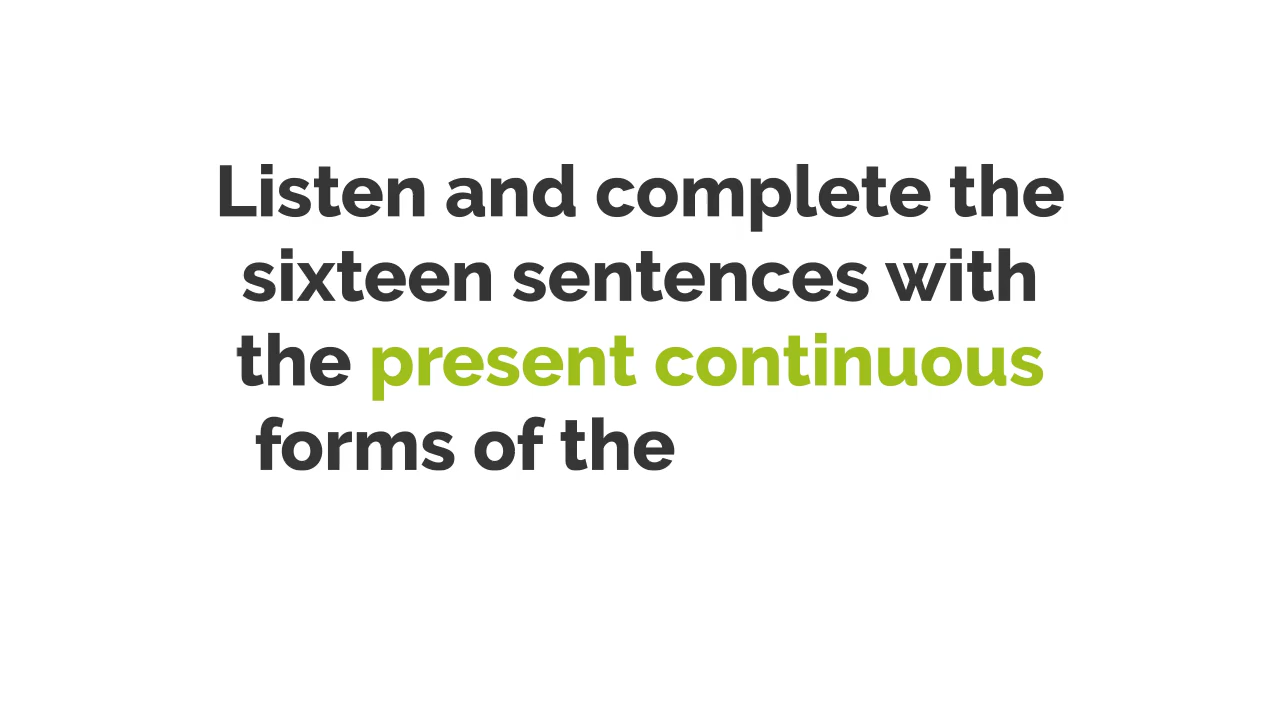 Listen and complete the
sixteen sentences with
the present continuous
forms of the